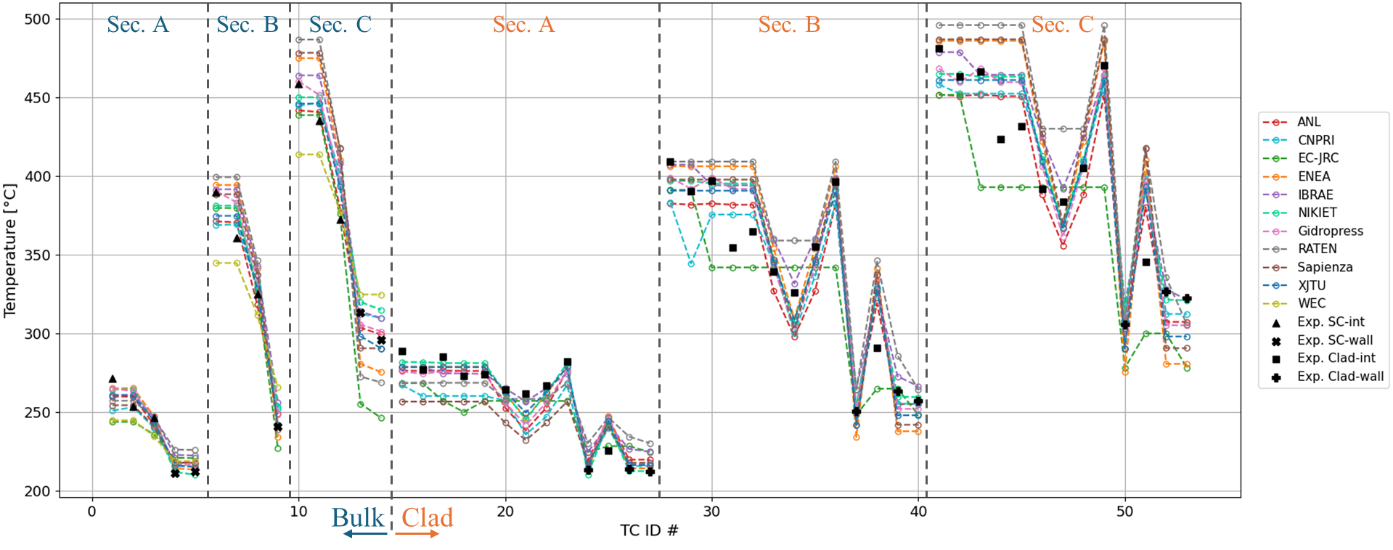 Sec. A
Sec. B
Sec. C
Sec. A
Sec. B
Sec. C
500
450
400
350
300
250
200
Temperature [°C]
0
10
20
30
40
50
Bulk
Clad
TC ID #
ANL
CNPRI
EC-JRC
ENEA
IBRAE
NIKIET
Gidropress
RATEN
Sapienza
XJTU
WEC
Exp. SC-int
Exp. SC-wall
Exp. Clad-int
Exp. Clad-wall